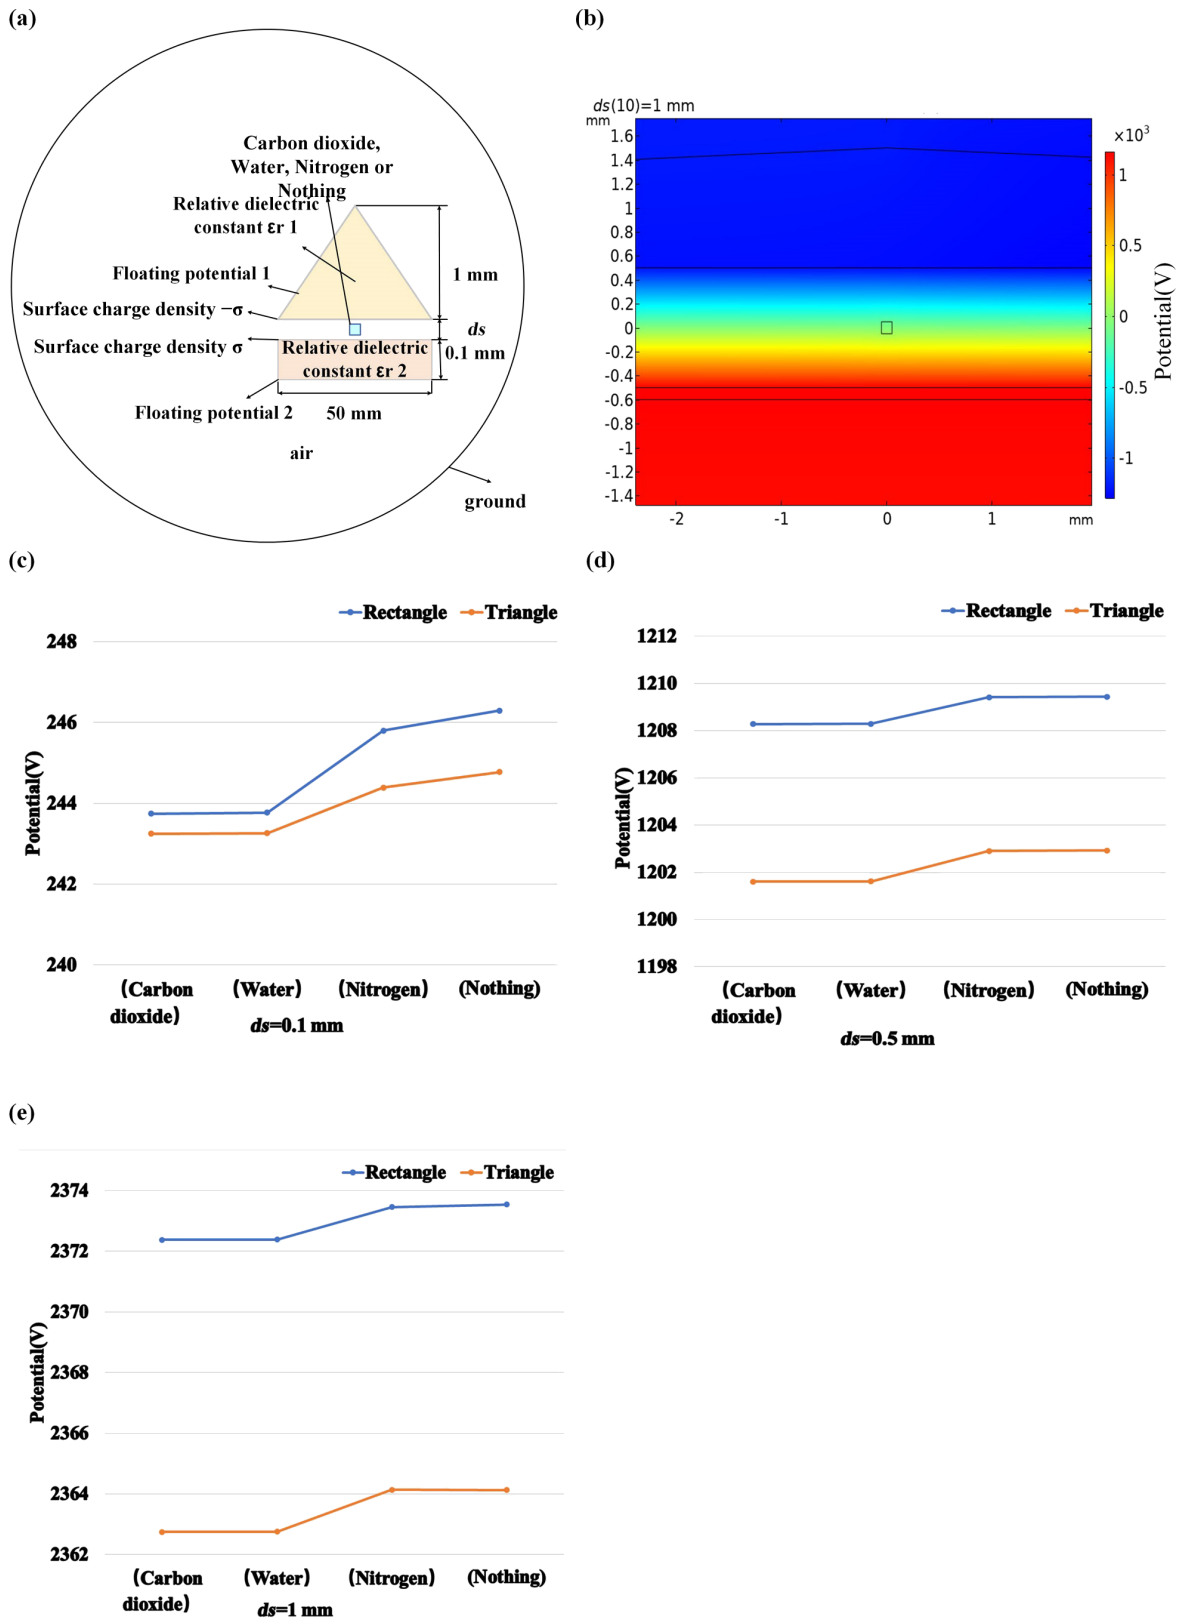 (a)
Carbon dioxide,
Water, Nitrogen or
Nothing
Relative dielectric
constant εr 1
Floating potential 1
1 mm
Surface charge density −σ
ds
Surface charge density σ
0.1 mm
Relative dielectric
constant εr 2
Floating potential 2
50 mm
air
ground
(b)
ds(10)=1 mm
mm
1.6
1.4
1.2
1
0.8
0.6
0.4
0.2
0
-0.2
-0.4
-0.6
-0.8
-1
-1.2
-1.4
-2
-1
0
1
mm
×10³
1
0.5
0
-0.5
-1
Potential(V)
(c)
Rectangle
Triangle
248
246
244
242
240
Potential(V)
(Carbon
dioxide)
(Water)
(Nitrogen)
(Nothing)
ds=0.1 mm
(d)
Rectangle
Triangle
1212
1210
1208
1206
1204
1202
1200
1198
Potential(V)
(Carbon
dioxide)
(Water)
(Nitrogen)
(Nothing)
ds=0.5 mm
(e)
Rectangle
Triangle
2374
2372
2370
2368
2366
2364
2362
Potential(V)
(Carbon
dioxide)
(Water)
(Nitrogen)
(Nothing)
ds=1 mm